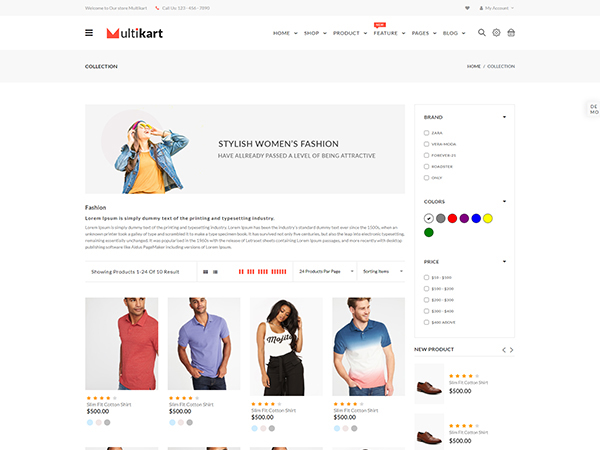 Welcome to Our store Multikart
Call Us: 123 - 456 - 7890
My Account
Multikart
HOME
SHOP
PRODUCT
NEW
FEATURE
PAGES
BLOG
COLLECTION
HOME / COLLECTION
DE
MO
STYLISH WOMEN'S FASHION
HAVE ALLREADY PASSED A LEVEL OF BEING ATTRACTIVE
Fashion
Lorem Ipsum is simply dummy text of the printing and typesetting industry.
Lorem Ipsum is simply dummy text of the printing and typesetting industry. Lorem Ipsum has been the industry's standard dummy text ever since the 1500s, when an
unknown printer took a galley of type and scrambled it to make a type specimen book. It has survived not only five centuries, but also the leap into electronic typesetting,
remaining essentially unchanged. It was popularised in the 1960s with the release of Letraset sheets containing Lorem Ipsum passages, and more recently with desktop
publishing software like Aldus PageMaker including versions of Lorem Ipsum.
Showing Products 1-24 Of 10 Result
24 Products Par Page
Sorting Items
BRAND
ZARA
VERA-MODA
FOREVER-21
ROADSTER
ONLY
COLORS
PRICE
$10 - $100
$100 - $200
$200 - $300
$300 - $400
$400 ABOVE
NEW PRODUCT
Slim Fit Cotton Shirt
$500.00
Slim Fit Cotton Shirt
$500.00
Mojito
Slim Fit Cotton Shirt
$500.00
Slim Fit Cotton Shirt
$500.00
Slim Fit Cotton Shirt
$500.00
Slim Fit Cotton Shirt
$500.00